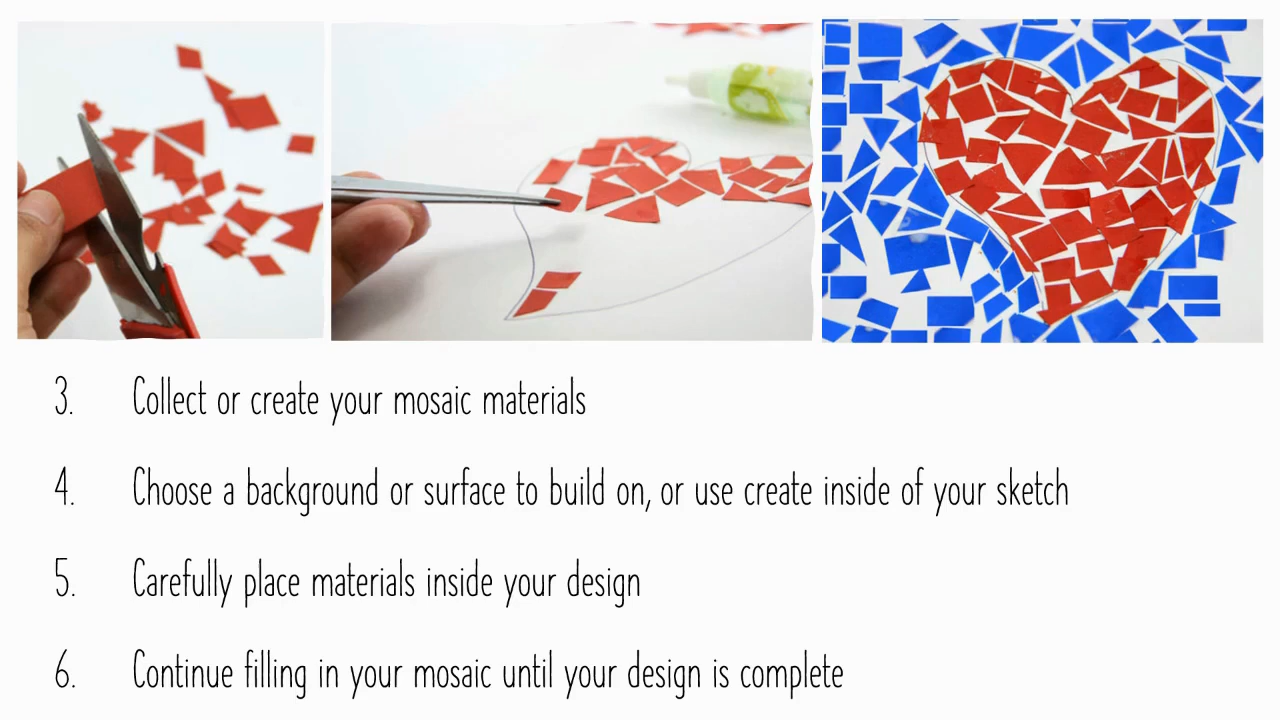 3. Collect or create your mosaic materials
4. Choose a background or surface to build on, or use create inside of your sketch
5. Carefully place materials inside your design
6. Continue filling in your mosaic until your design is complete